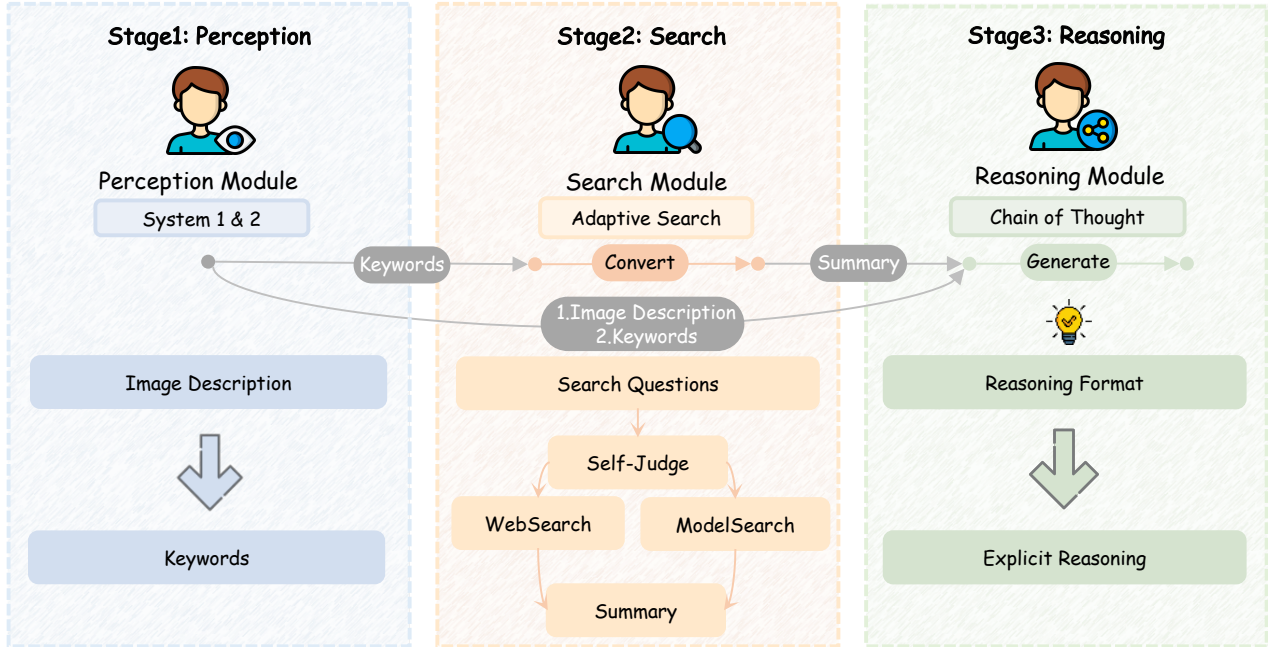 Stage1: Perception
Perception Module
System 1 & 2
Image Description
Keywords
Stage2: Search
Search Module
Adaptive Search
Keywords
Convert
Summary
1.Image Description
2.Keywords
Search Questions
Self-Judge
WebSearch
ModelSearch
Summary
Stage3: Reasoning
Reasoning Module
Chain of Thought
Generate
Reasoning Format
Explicit Reasoning